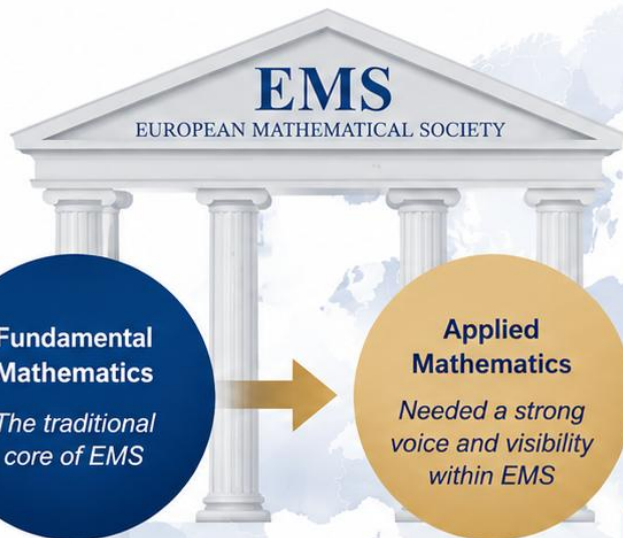 EMS
EUROPEAN MATHEMATICAL SOCIETY
Fundamental
Mathematics
The traditional
core of EMS
Applied
Mathematics
Needed a strong
voice and visibility
within EMS